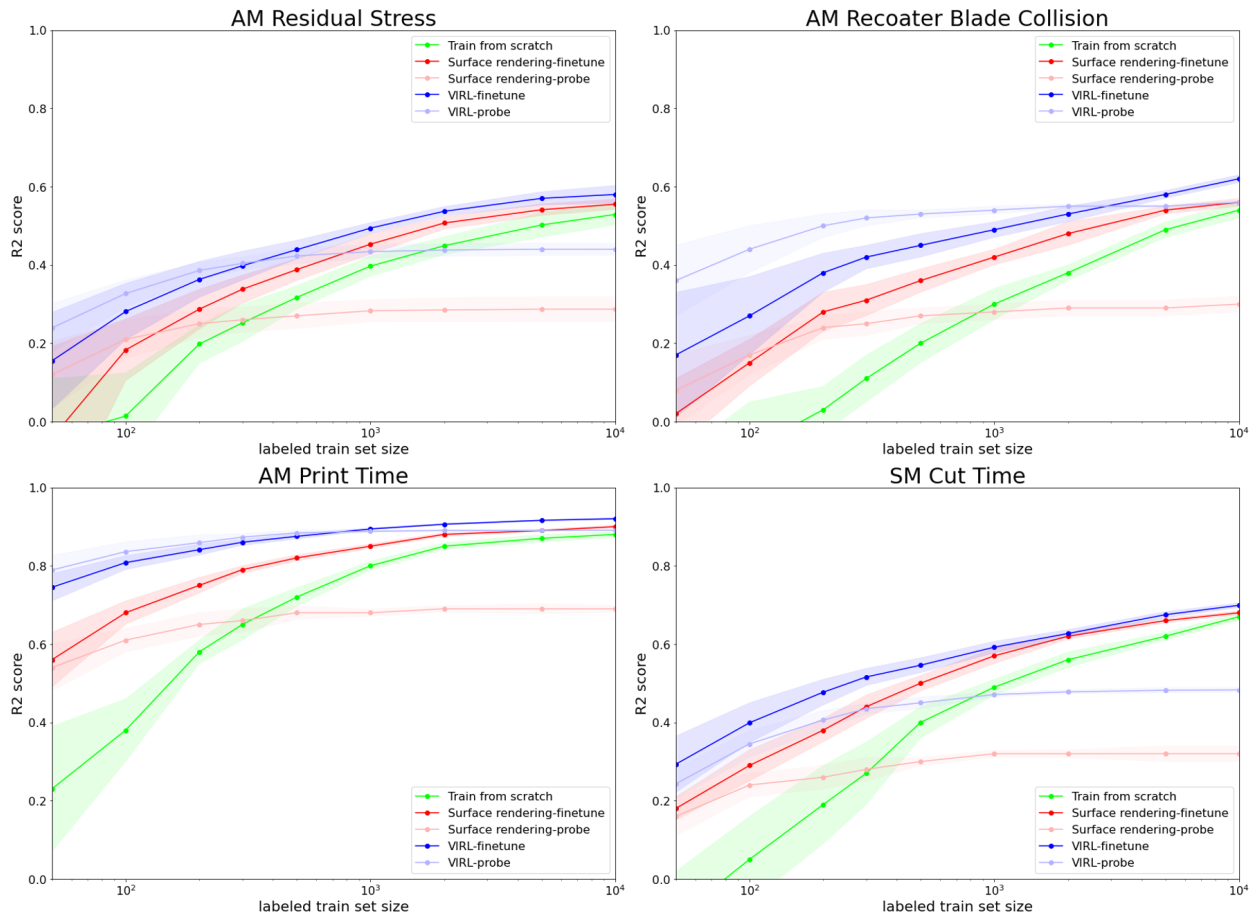 AM Residual Stress
1.0
0.8
0.6
0.4
0.2
0.0
R2 score
10²
10³
10⁴
labeled train set size
Train from scratch
Surface rendering-finetune
Surface rendering-probe
VIRL-finetune
VIRL-probe
AM Recoater Blade Collision
1.0
0.8
0.6
0.4
0.2
0.0
R2 score
10²
10³
10⁴
labeled train set size
Train from scratch
Surface rendering-finetune
Surface rendering-probe
VIRL-finetune
VIRL-probe
AM Print Time
1.0
0.8
0.6
0.4
0.2
0.0
R2 score
10²
10³
10⁴
labeled train set size
Train from scratch
Surface rendering-finetune
Surface rendering-probe
VIRL-finetune
VIRL-probe
SM Cut Time
1.0
0.8
0.6
0.4
0.2
0.0
R2 score
10²
10³
10⁴
labeled train set size
Train from scratch
Surface rendering-finetune
Surface rendering-probe
VIRL-finetune
VIRL-probe